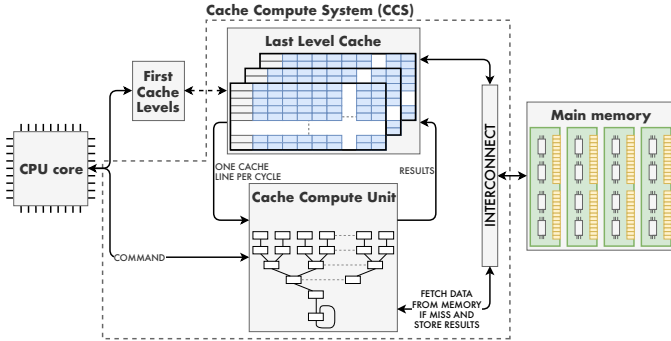 Cache Compute System (CCS)
Last Level Cache
First
Cache
Levels
CPU core
Main memory
INTERCONNECT
ONE CACHE
LINE PER CYCLE
RESULTS
Cache Compute Unit
COMMAND
FETCH DATA
FROM MEMORY
IF MISS AND
STORE RESULTS